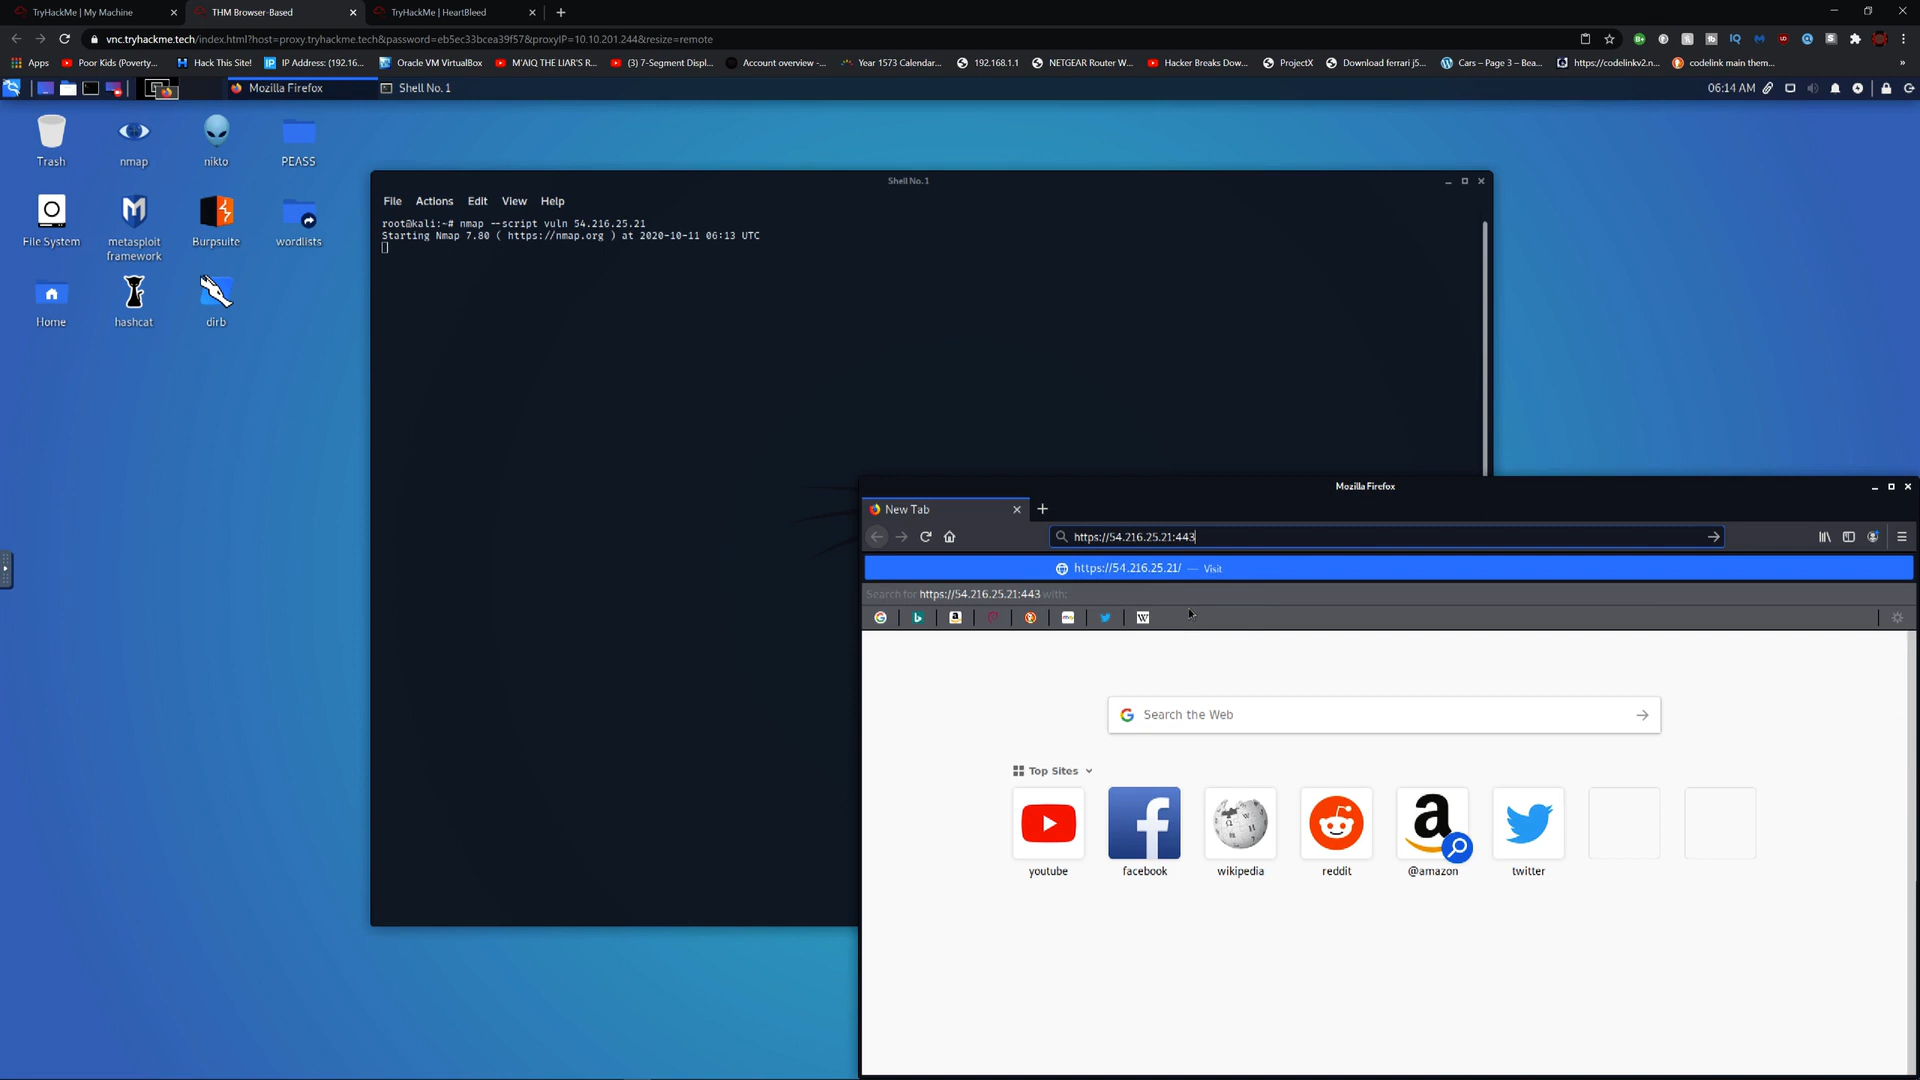 TryHackMe | My Machine
THM Browser-Based
TryHackMe | HeartBleed
vnc.tryhackme.tech/index.html?host=proxy.tryhackme.tech&password=eb5ec33bcea39f57&proxyIP=10.10.201.244&resize=remote
Apps
Poor Kids (Poverty...
Hack This Site!
IP Address: (192.16...
Oracle VM VirtualBox
M'AIQ THE LIAR'S R...
(3) 7-Segment Displ...
Account overview -...
Year 1573 Calendar...
192.168.1.1
NETGEAR Router W...
Hacker Breaks Dow...
ProjectX
Download ferrari j5...
Cars – Page 3 – Bea...
https://codelinkv2.n...
codelink main them...
»
Mozilla Firefox
Shell No. 1
06:14 AM
Trash
nmap
nikto
PEASS
File System
metasploit framework
Burpsuite
wordlists
Home
hashcat
dirb
Shell No.1
File Actions Edit View Help
root@kali:~# nmap --script vuln 54.216.25.21
Starting Nmap 7.80 ( https://nmap.org ) at 2020-10-11 06:13 UTC
Mozilla Firefox
New Tab
https://54.216.25.21:443
https://54.216.25.21/ — Visit
Search for https://54.216.25.21:443 with:
Search the Web
Top Sites
youtube
facebook
wikipedia
reddit
@amazon
twitter